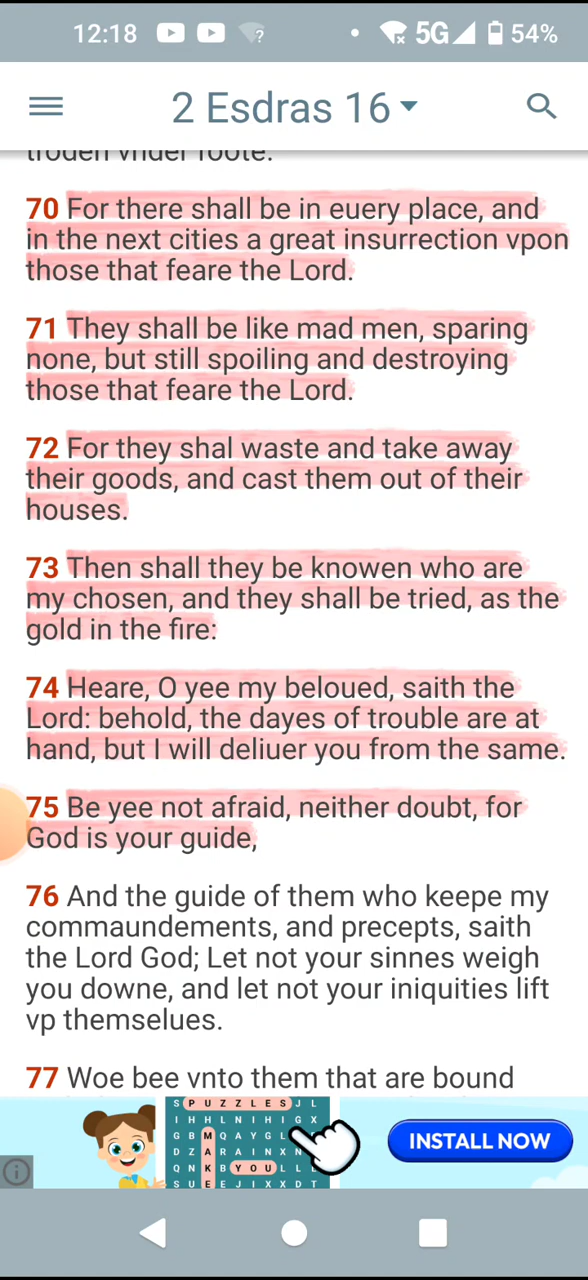 12:18 ? 5G 54%
2 Esdras 16
troden vnder foote.
70 For there shall be in euery place, and
in the next cities a great insurrection vpon
those that feare the Lord.
71 They shall be like mad men, sparing
none, but still spoiling and destroying
those that feare the Lord.
72 For they shal waste and take away
their goods, and cast them out of their
houses.
73 Then shall they be knowen who are
my chosen, and they shall be tried, as the
gold in the fire:
74 Heare, O yee my beloued, saith the
Lord: behold, the dayes of trouble are at
hand, but I will deliuer you from the same.
75 Be yee not afraid, neither doubt, for
God is your guide,
76 And the guide of them who keepe my
commaundements, and precepts, saith
the Lord God; Let not your sinnes weigh
you downe, and let not your iniquities lift
vp themselues.
77 Woe bee vnto them that are bound
S P U Z Z L E S J L
I H H L N I H I G X
G B M Q A Y G L
D Z A R A I N X N
Q N K B Y O U L L
S U E E J I X X D T
INSTALL NOW